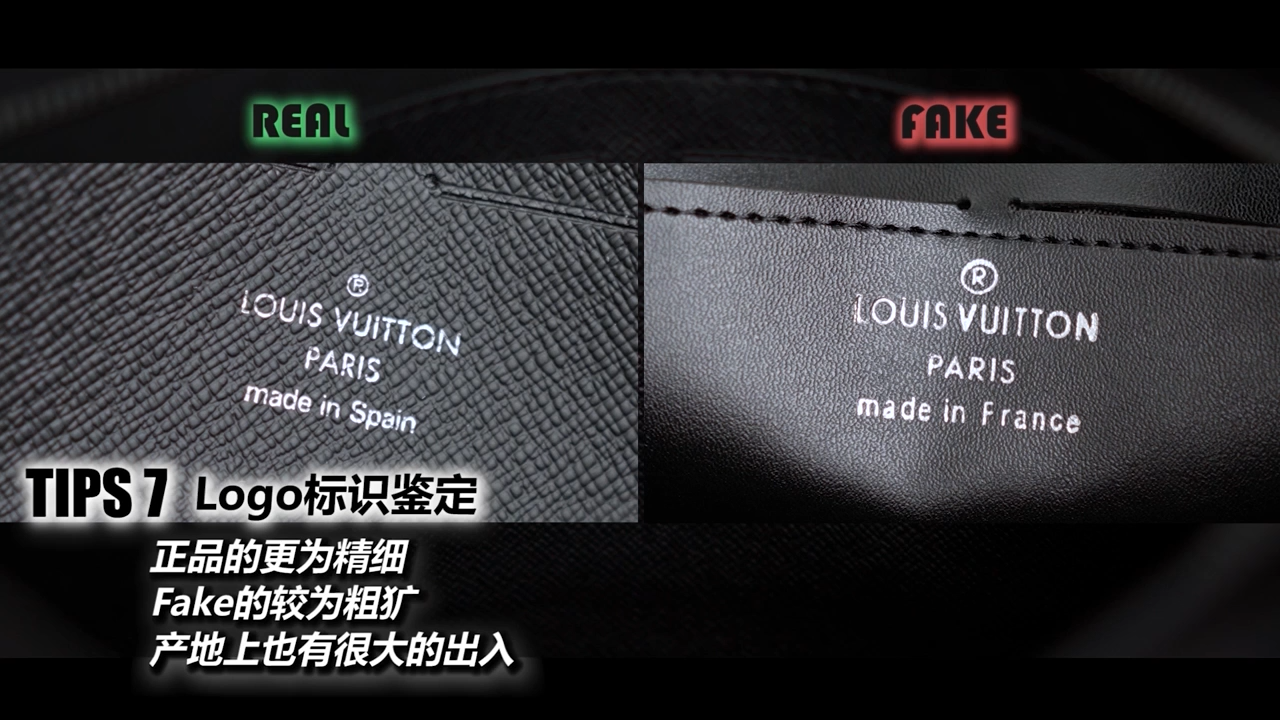 REAL
FAKE
®
LOUIS VUITTON
PARIS
made in Spain
®
LOUIS VUITTON
PARIS
made in France
TIPS 7 Logo标识鉴定
正品的更为精细
Fake的较为粗犷
产地上也有很大的出入